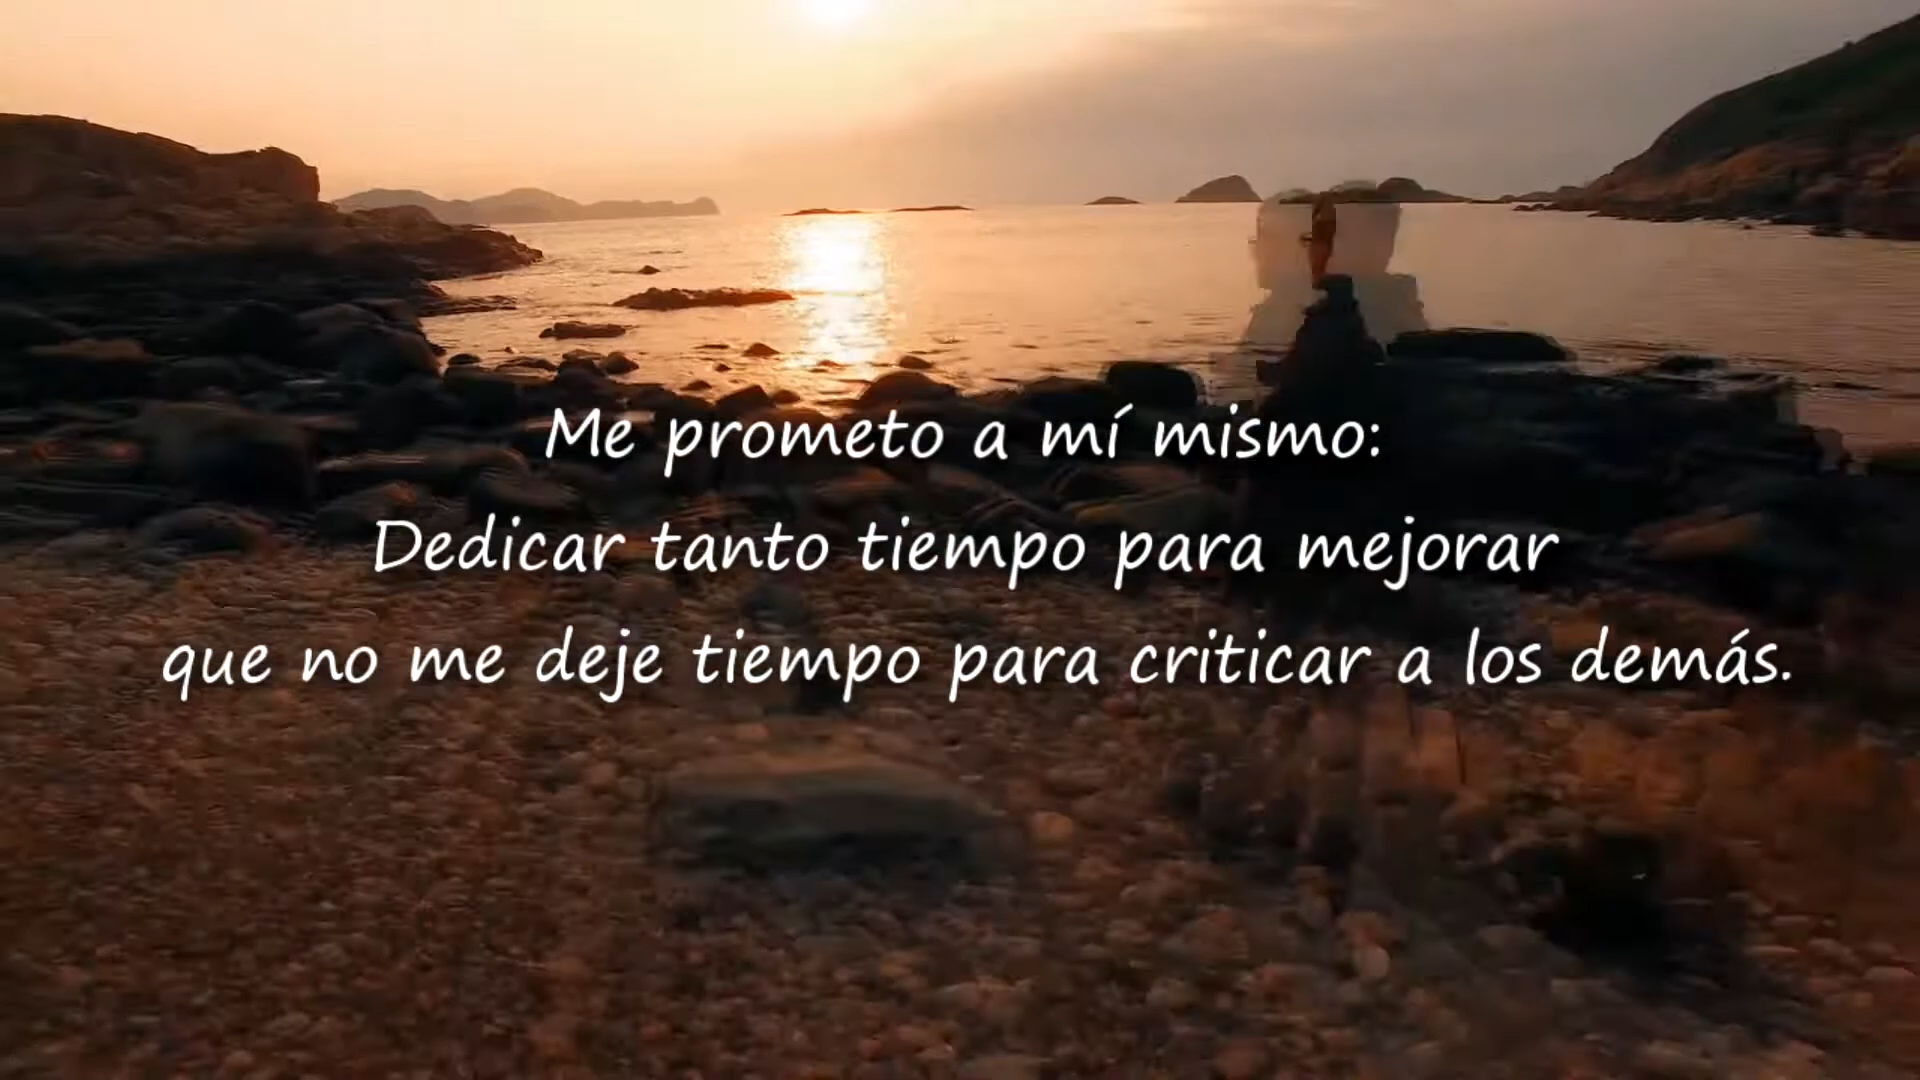 Me prometo a mí mismo:
Dedicar tanto tiempo para mejorar
que no me deje tiempo para criticar a los demás.